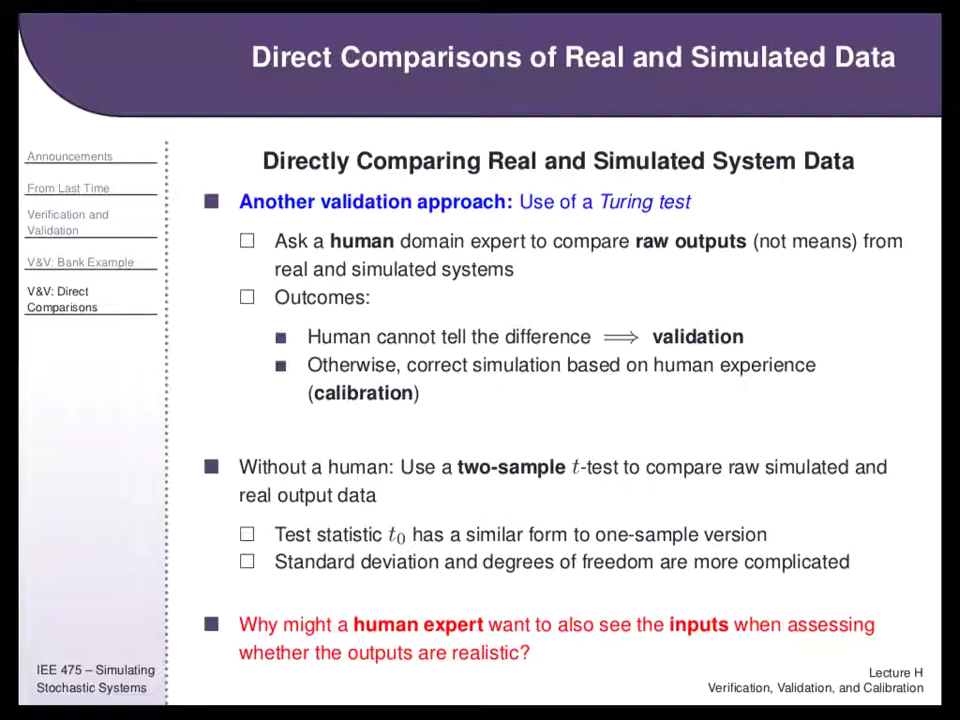 Direct Comparisons of Real and Simulated Data
Announcements
From Last Time
Verification and
Validation
V&V: Bank Example
V&V: Direct
Comparisons
Directly Comparing Real and Simulated System Data
Another validation approach: Use of a Turing test
Ask a human domain expert to compare raw outputs (not means) from
real and simulated systems
Outcomes:
Human cannot tell the difference ⟹ validation
Otherwise, correct simulation based on human experience
(calibration)
Without a human: Use a two-sample t-test to compare raw simulated and
real output data
Test statistic t₀ has a similar form to one-sample version
Standard deviation and degrees of freedom are more complicated
Why might a human expert want to also see the inputs when assessing
whether the outputs are realistic?
IEE 475 – Simulating
Stochastic Systems
Lecture H
Verification, Validation, and Calibration